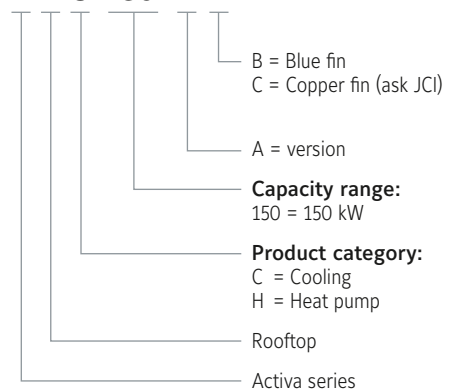 B = Blue fin
C = Copper fin (ask JCI)
A = version
Capacity range:
150 = 150 kW
Product category:
C = Cooling
H = Heat pump
Rooftop
Activa series